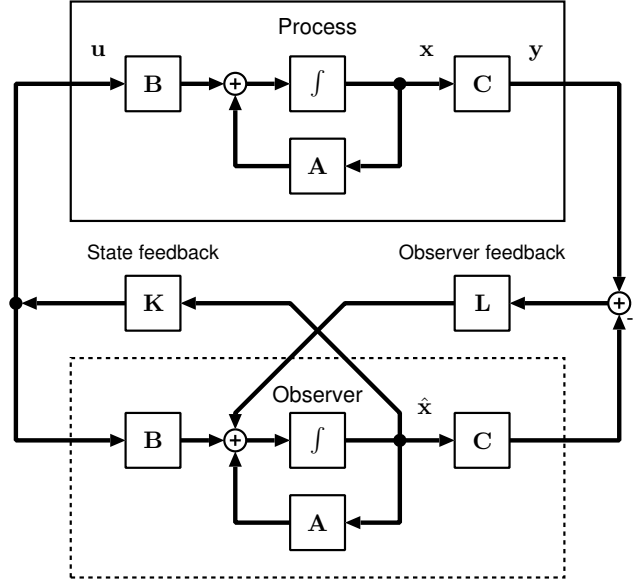 Process
u B + ∫ x C y
A
State feedback Observer feedback
K L +
-
Observer
B + ∫ x̂ C
A